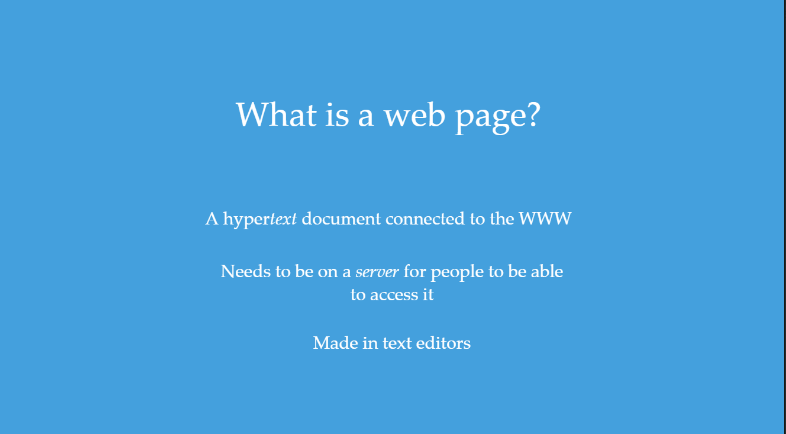 What is a web page?
A hypertext document connected to the WWW
Needs to be on a server for people to be able
to access it
Made in text editors